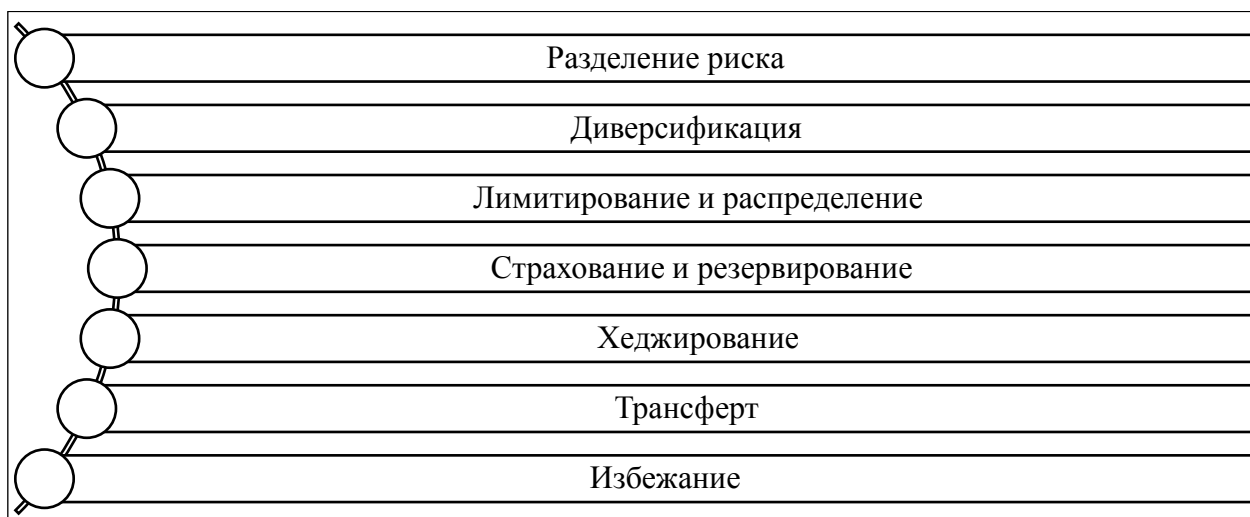 Разделение риска
Диверсификация
Лимитирование и распределение
Страхование и резервирование
Хеджирование
Трансферт
Избежание